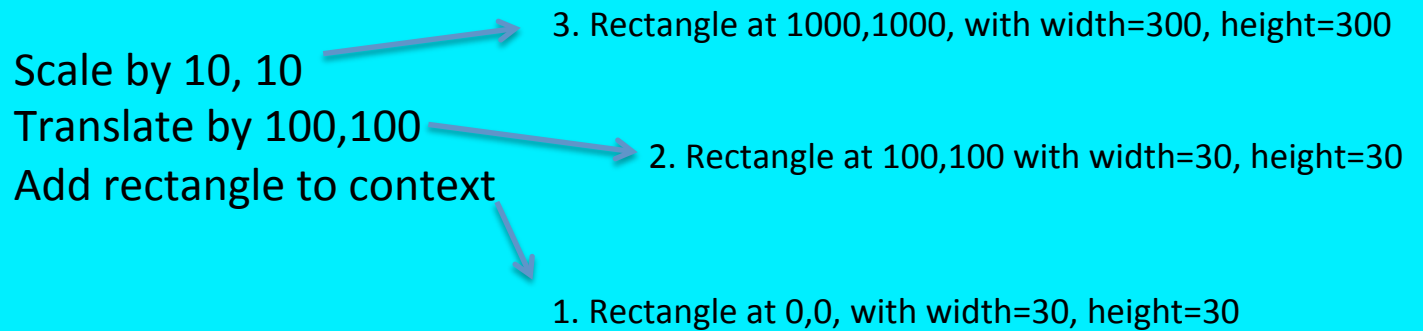 3. Rectangle at 1000,1000, with width=300, height=300
Scale by 10, 10
Translate by 100,100
2. Rectangle at 100,100 with width=30, height=30
Add rectangle to context
1. Rectangle at 0,0, with width=30, height=30